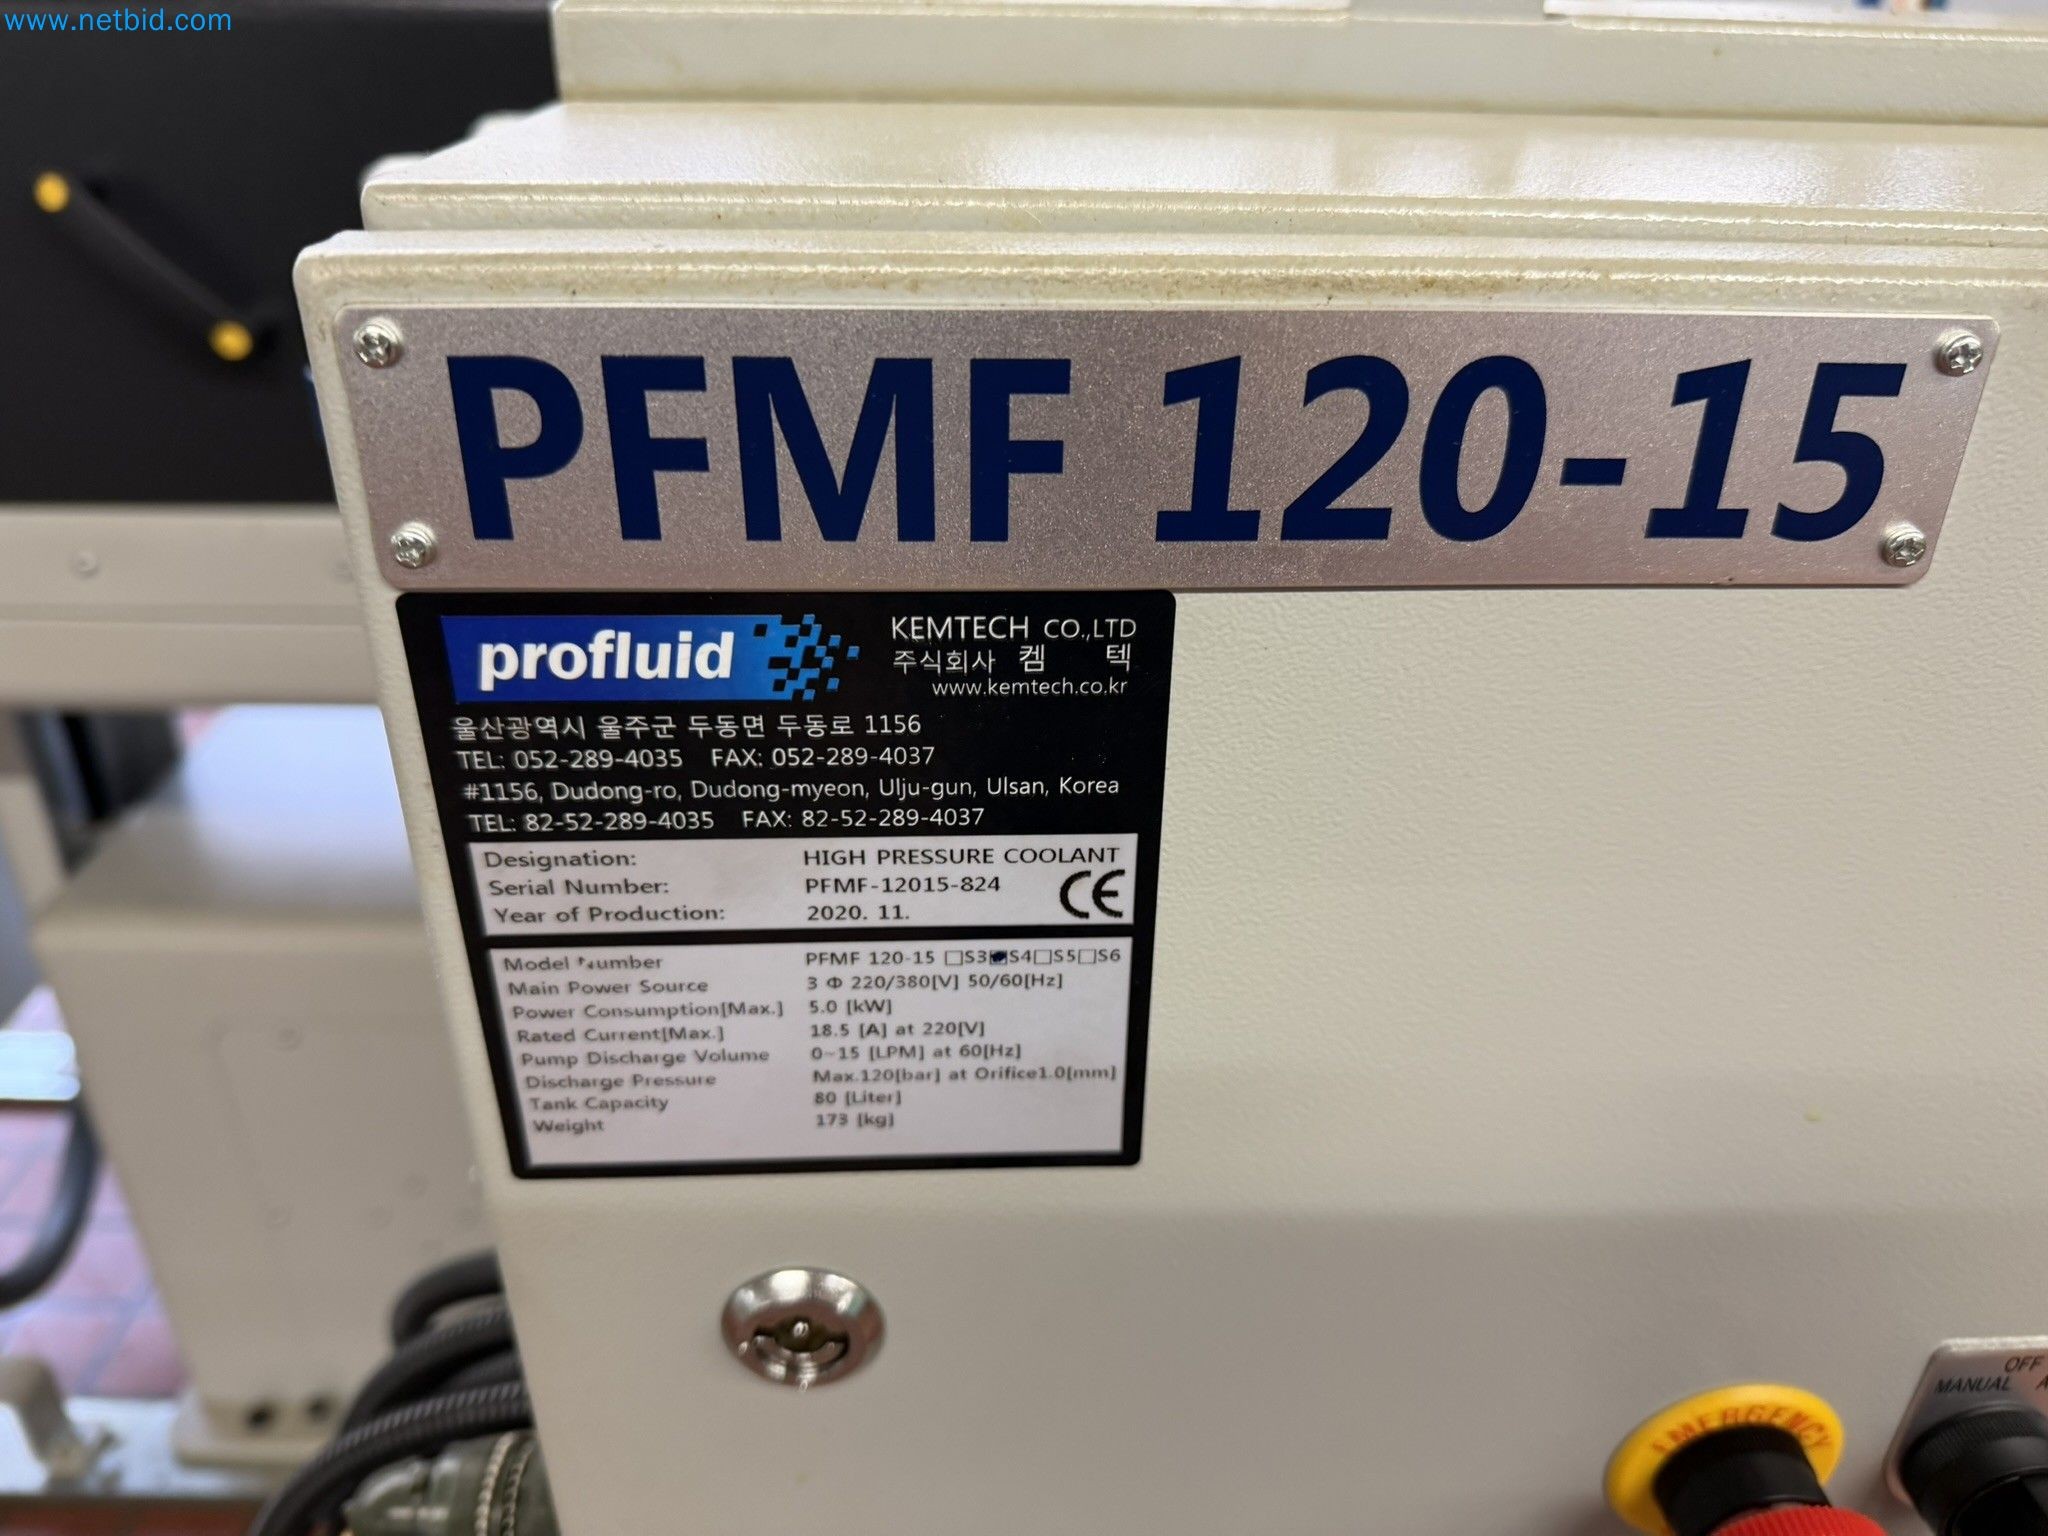 www.netbid.com
PFMF 120-15
profluid
KEMTECH CO.,LTD
주식회사 켐 텍
www.kemtech.co.kr
울산광역시 울주군 두동면 두동로 1156
TEL: 052-289-4035 FAX: 052-289-4037
#1156, Dudong-ro, Dudong-myeon, Ulju-gun, Ulsan, Korea
TEL: 82-52-289-4035 FAX: 82-52-289-4037
Designation: HIGH PRESSURE COOLANT
Serial Number: PFMF-12015-824
Year of Production: 2020. 11.
CE
Model Number PFMF 120-15 □S3■S4□S5□S6
Main Power Source 3 Φ 220/380[V] 50/60[Hz]
Power Consumption[Max.] 5.0 [kW]
Rated Current[Max.] 18.5 [A] at 220[V]
Pump Discharge Volume 0~15 [LPM] at 60[Hz]
Discharge Pressure Max.120[bar] at Orifice1.0[mm]
Tank Capacity 80 [Liter]
Weight 173 [kg]
OFF
MANUAL
EMERGENCY